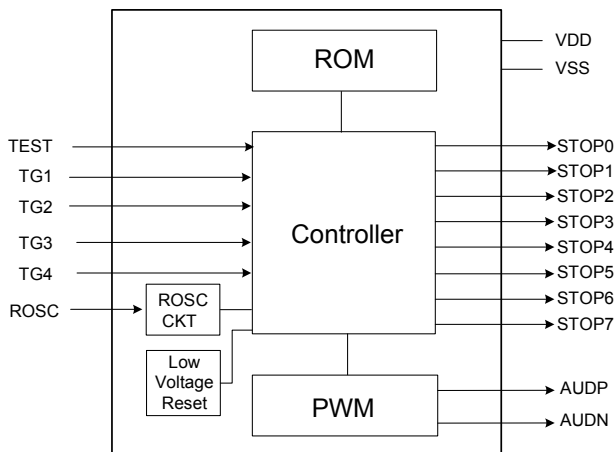 ROM
VDD
VSS
TEST
TG1
TG2
TG3
TG4
ROSC
ROSC
CKT
Low
Voltage
Reset
Controller
PWM
STOP0
STOP1
STOP2
STOP3
STOP4
STOP5
STOP6
STOP7
AUDP
AUDN